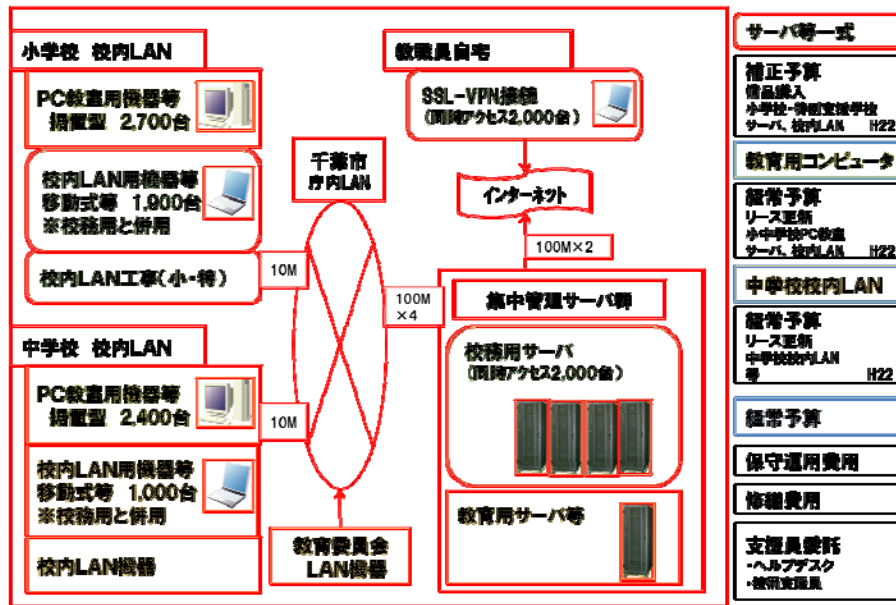 小学校 校内LAN
PC教室用機器等
措置型 2,700台
校内LAN用機器等
移動式等 1,900台
※校務用と併用
校内LAN工事(小・特)
中学校 校内LAN
PC教室用機器等
措置型 2,400台
校内LAN用機器等
移動式等 1,000台
※校務用と併用
校内LAN機器
10M
10M
千葉市
庁内LAN
教育委員会
LAN機器
100M
×4
教職員自宅
SSL-VPN接続
(同時アクセス2,000台)
インターネット
100M×2
集中管理サーバ群
校務用サーバ
(同時アクセス2,000台)
教育用サーバ等
サーバ等一式
補正予算
備品購入
小学校・特別支援学校
サーバ、校内LAN H22
教育用コンピュータ
経常予算
リース更新
小中学校PC教室
サーバ、校内LAN H22
中学校校内LAN
経常予算
リース更新
中学校校内LAN
等 H22
経常予算
保守運用費用
修繕費用
支援員委託
・ヘルプデスク
・技術支援員